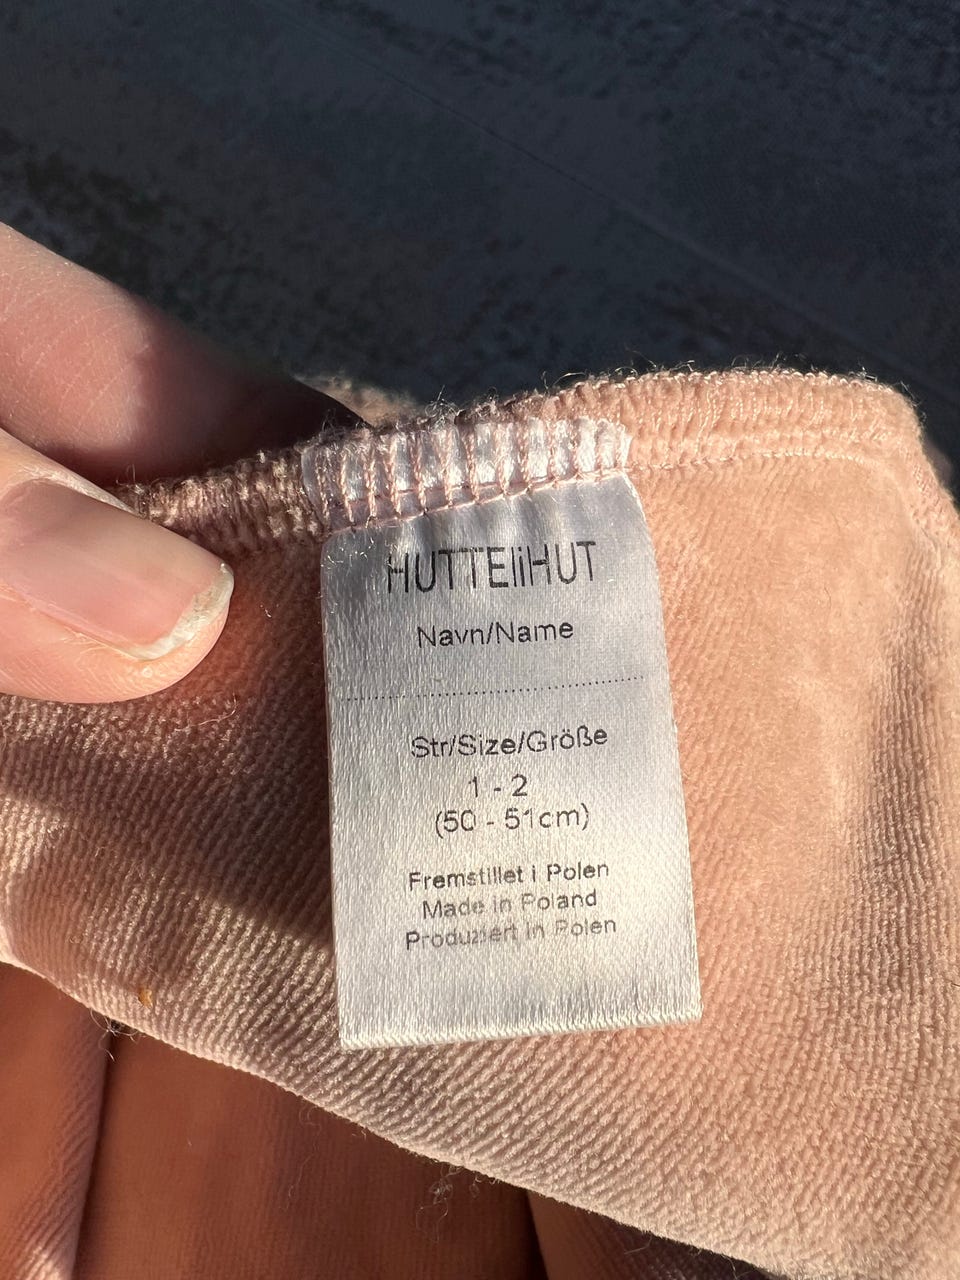 HUTTEliHUT
Navn/Name
Str/Size/Größe
1 - 2
(50 - 51cm)
Fremstillet i Polen
Made in Poland
Produziert in Polen